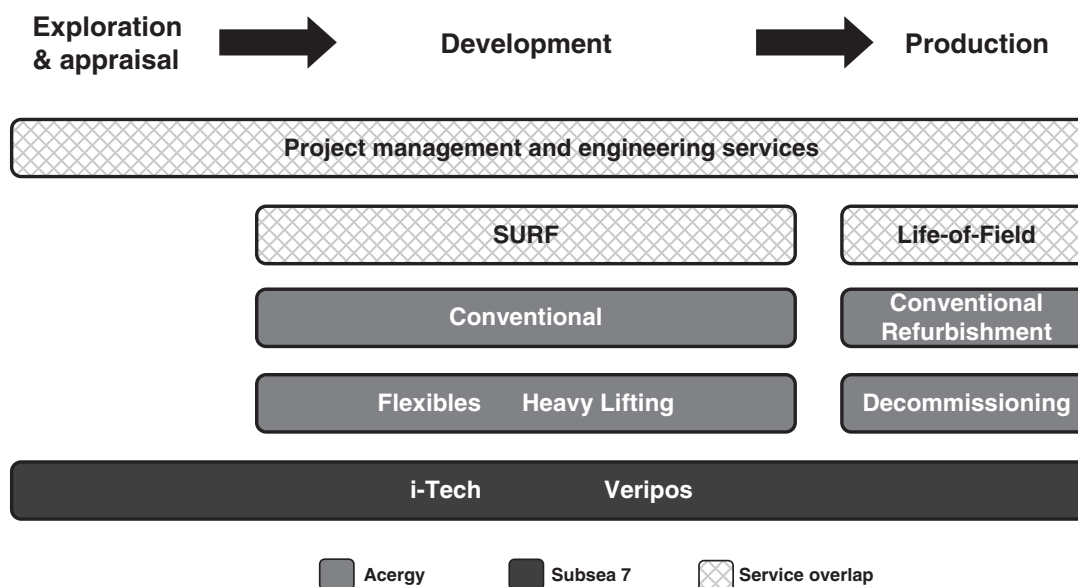 Exploration
& appraisal
Development
Production
Project management and engineering services
SURF
Life-of-Field
Conventional
Conventional
Refurbishment
Flexibles Heavy Lifting
Decommissioning
i-Tech Veripos
Acergy
Subsea 7
Service overlap